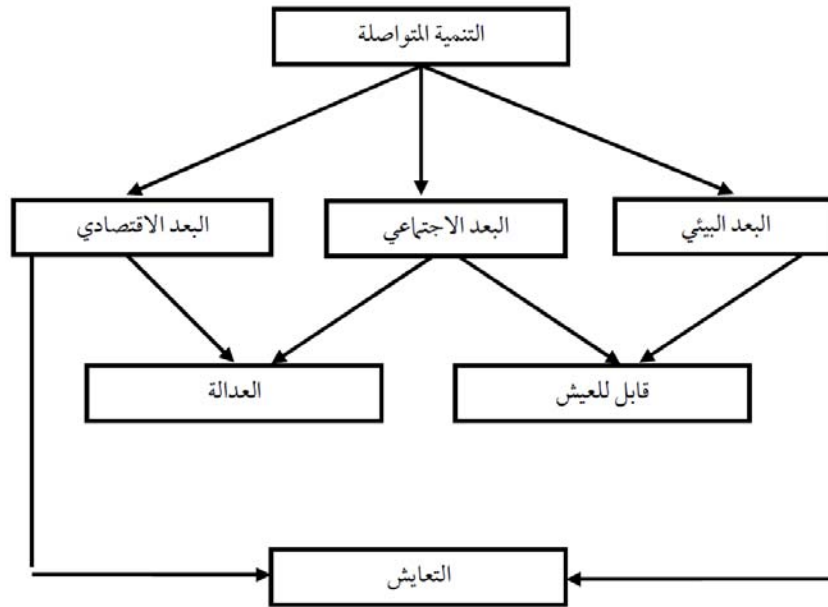 التنمية المتواصلة
البعد البيئي
البعد الاجتماعي
البعد الاقتصادي
قابل للعيش
العدالة
التعايش